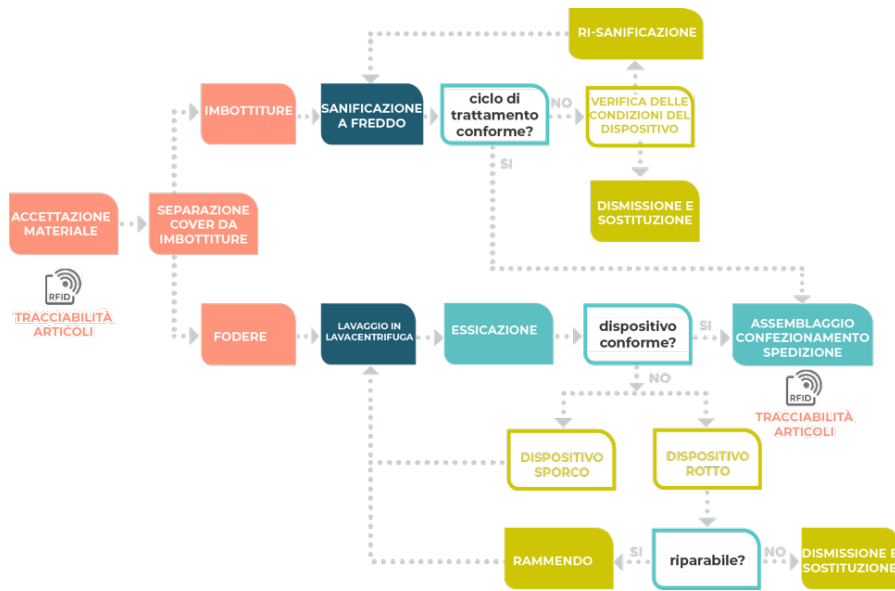 RI-SANIFICAZIONE
IMBOTTITURE
SANIFICAZIONE
A FREDDO
ciclo di
trattamento
conforme?
NO
VERIFICA DELLE
CONDIZIONI DEL
DISPOSITIVO
SI
DISMISSIONE E
SOSTITUZIONE
ACCETTAZIONE
MATERIALE
SEPARAZIONE
COVER DA
IMBOTTITURE
RFID
TRACCIABILITÀ
ARTICOLI
FODERE
LAVAGGIO IN
LAVACENTRIFUGA
ESSICAZIONE
dispositivo
conforme?
SI
ASSEMBLAGGIO
CONFEZIONAMENTO
SPEDIZIONE
NO
RFID
TRACCIABILITÀ
ARTICOLI
DISPOSITIVO
SPORCO
DISPOSITIVO
ROTTO
RAMMENDO
SI
riparabile?
NO
DISMISSIONE E
SOSTITUZIONE